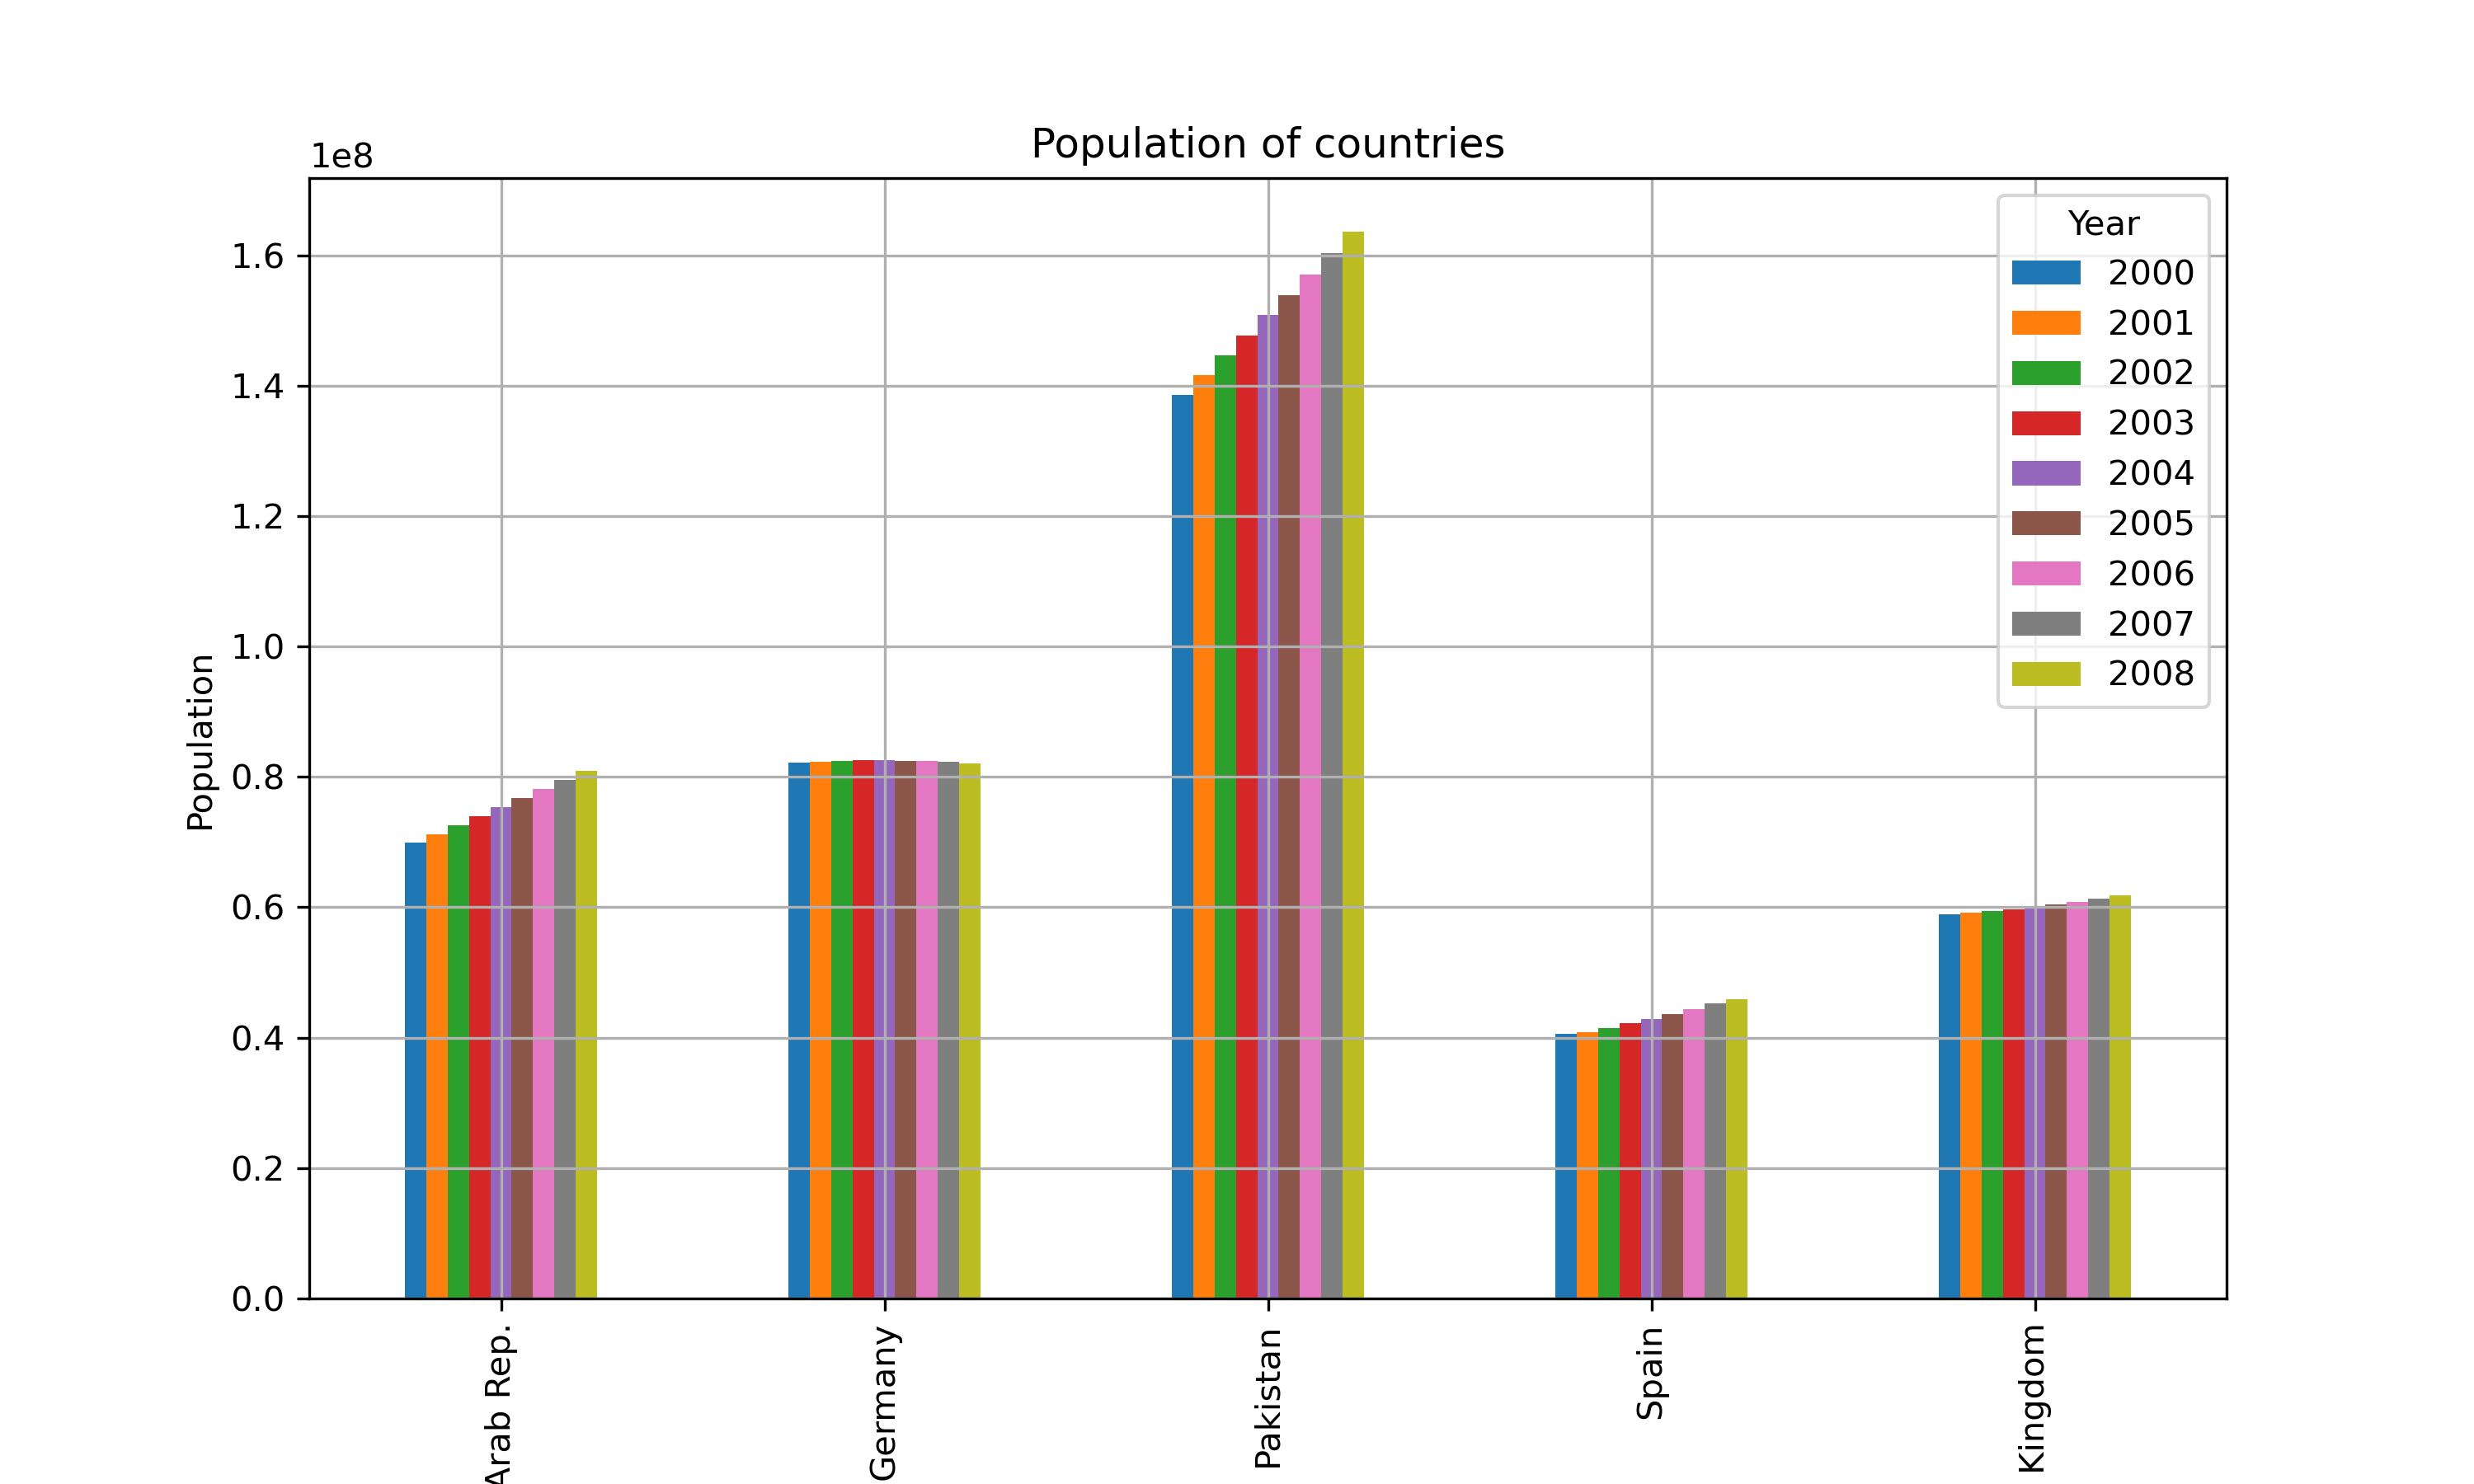 Population of countries
1e8
1.6
1.4
1.2
1.0
0.8
0.6
0.4
0.2
0.0
Population
Year
2000
2001
2002
2003
2004
2005
2006
2007
2008
Arab Rep.
Germany
Pakistan
Spain
Kingdom